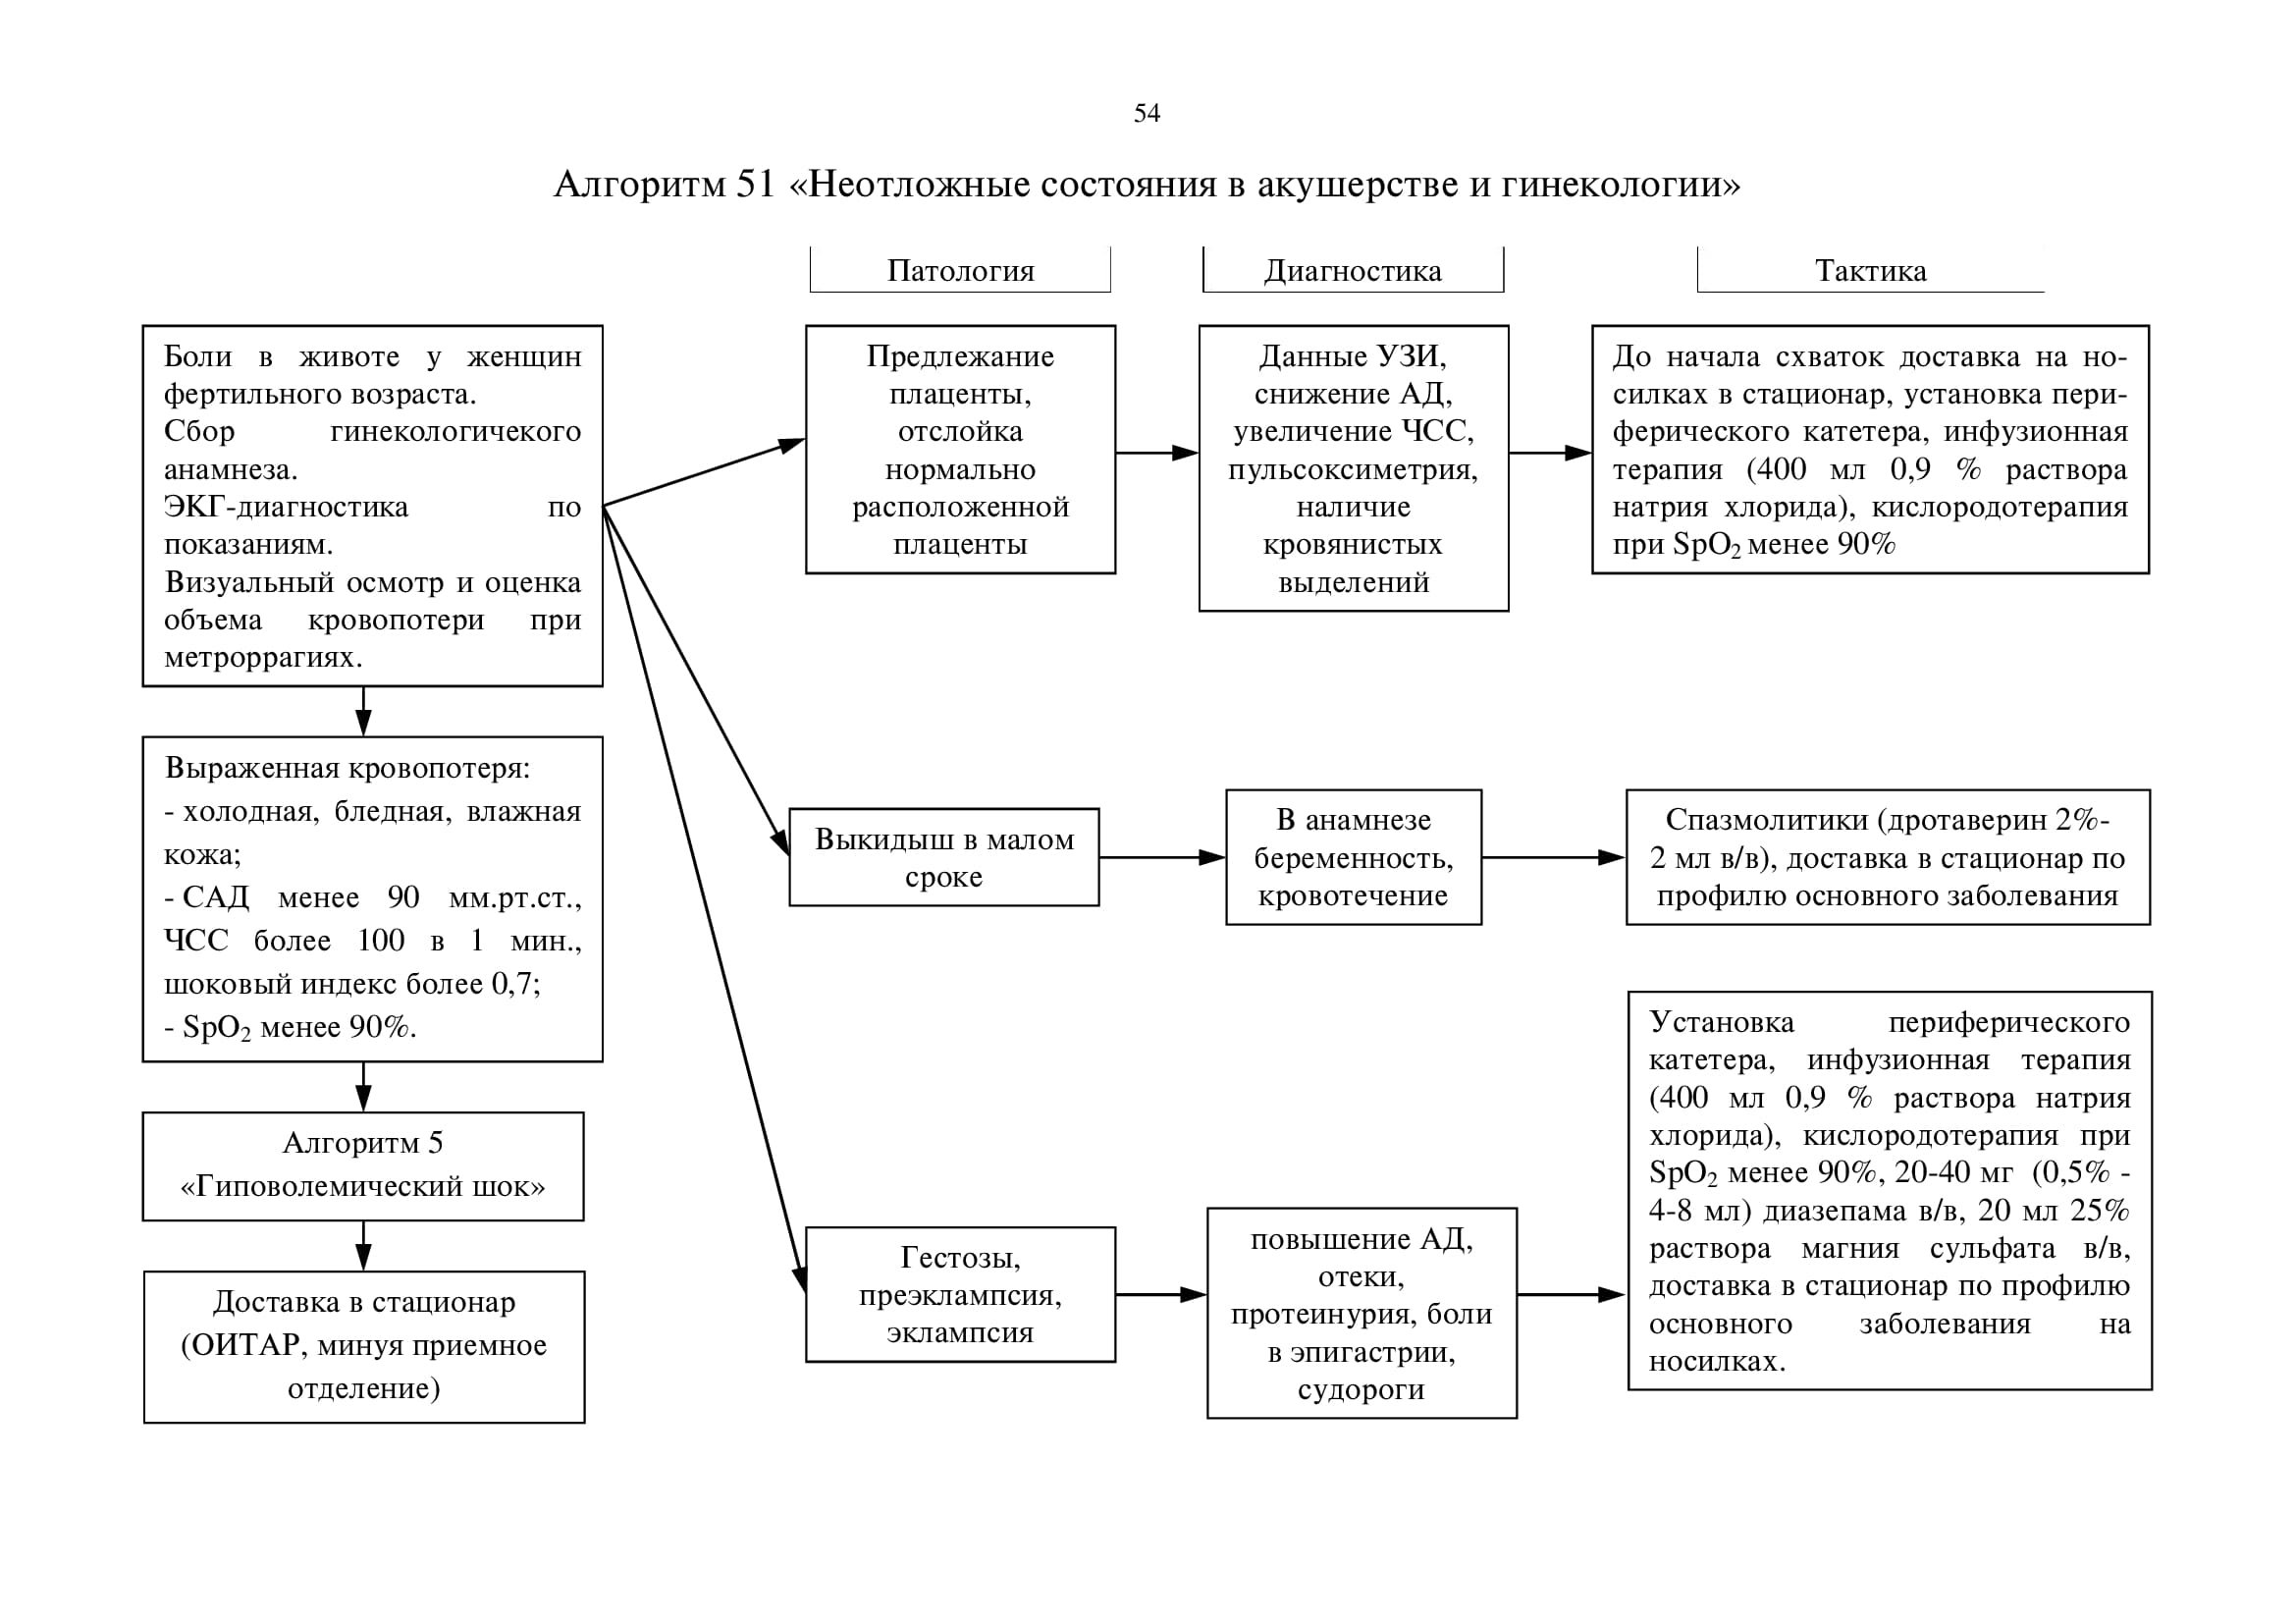 54
Алгоритм 51 «Неотложные состояния в акушерстве и гинекологии»
Патология
Диагностика
Тактика
Боли в животе у женщин
фертильного возраста.
Сбор гинекологичекого
анамнеза.
ЭКГ-диагностика по
показаниям.
Визуальный осмотр и оценка
объема кровопотери при
метроррагиях.
Предлежание
плаценты,
отслойка
нормально
расположенной
плаценты
Данные УЗИ,
снижение АД,
увеличение ЧСС,
пульсоксиметрия,
наличие
кровянистых
выделений
До начала схваток доставка на но-
силках в стационар, установка пери-
ферического катетера, инфузионная
терапия (400 мл 0,9 % раствора
натрия хлорида), кислородотерапия
при SpO₂ менее 90%
Выраженная кровопотеря:
- холодная, бледная, влажная
кожа;
- САД менее 90 мм.рт.ст.,
ЧСС более 100 в 1 мин.,
шоковый индекс более 0,7;
- SpO₂ менее 90%.
Выкидыш в малом
сроке
В анамнезе
беременность,
кровотечение
Спазмолитики (дротаверин 2%-
2 мл в/в), доставка в стационар по
профилю основного заболевания
Алгоритм 5
«Гиповолемический шок»
Доставка в стационар
(ОИТАР, минуя приемное
отделение)
Гестозы,
преэклампсия,
эклампсия
повышение АД,
отеки,
протеинурия, боли
в эпигастрии,
судороги
Установка периферического
катетера, инфузионная терапия
(400 мл 0,9 % раствора натрия
хлорида), кислородотерапия при
SpO₂ менее 90%, 20-40 мг (0,5% -
4-8 мл) диазепама в/в, 20 мл 25%
раствора магния сульфата в/в,
доставка в стационар по профилю
основного заболевания на
носилках.